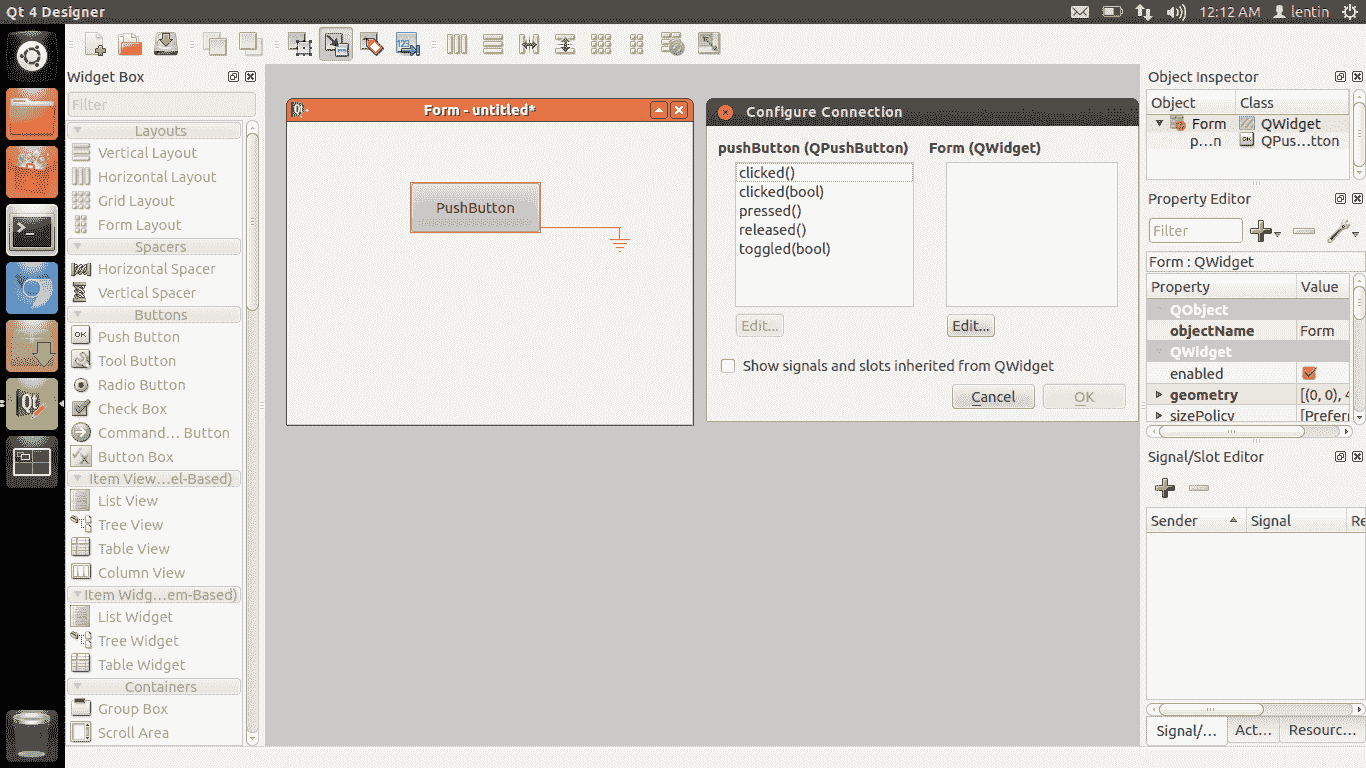 Qt 4 Designer
12:12 AM
lentin
Widget Box
Filter
Layouts
Vertical Layout
Horizontal Layout
Grid Layout
Form Layout
Spacers
Horizontal Spacer
Vertical Spacer
Buttons
OK
Push Button
Tool Button
Radio Button
Check Box
Command... Button
Button Box
Item View...el-Based)
List View
Tree View
Table View
Column View
Item Widg...em-Based)
List Widget
Tree Widget
Table Widget
Containers
Group Box
Scroll Area
Qt
123
Form - untitled*
PushButton
Configure Connection
pushButton (QPushButton)
clicked()
clicked(bool)
pressed()
released()
toggled(bool)
Edit...
Form (QWidget)
Edit...
Show signals and slots inherited from QWidget
Cancel
OK
Object Inspector
Object Class
Form QWidget
p...n QPus...tton
Property Editor
Filter
Form : QWidget
Property Value
QObject
objectName Form
QWidget
enabled
geometry [(0, 0), 4
sizePolicy [Preferr
Signal/Slot Editor
Sender Signal Re
Signal/... Act... Resourc...